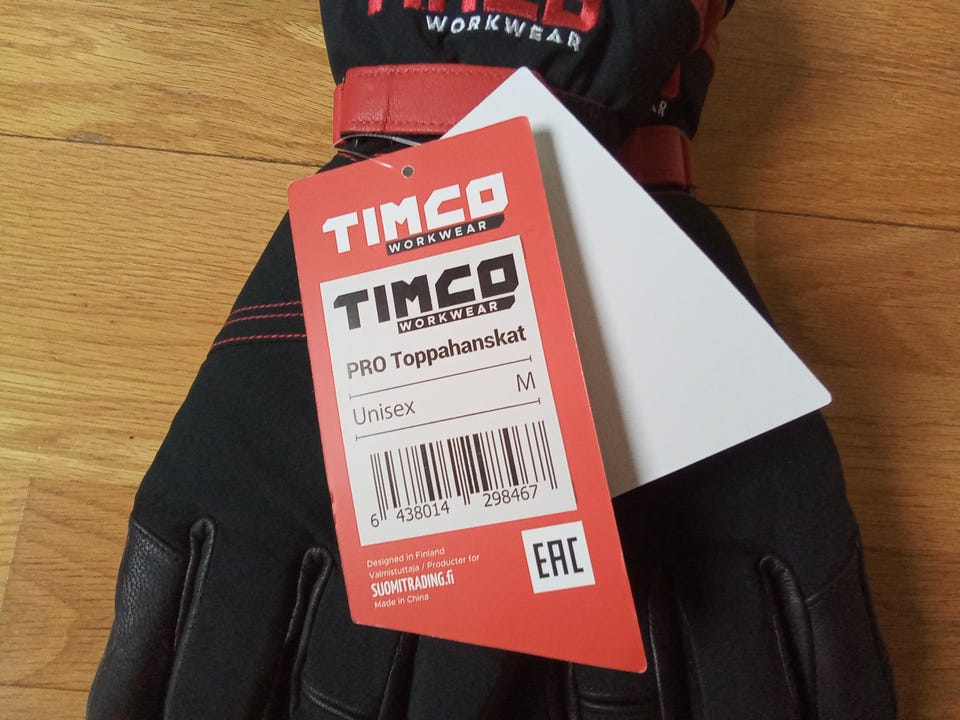 TIMCO
WORKWEAR
TIMCO
WORKWEAR
TIMCO
WORKWEAR
PRO Toppahanskat
Unisex M
6 438014 298467
Designed in Finland
Valmistuttaja / Producter for
SUOMITRADING.fi
Made in China
EAC